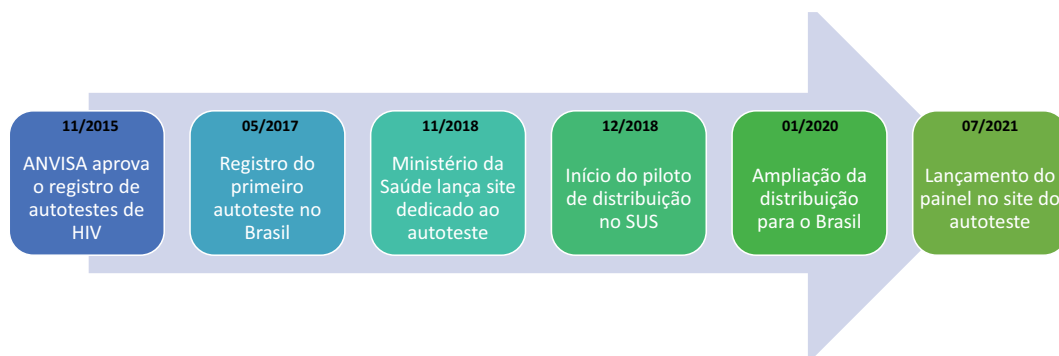 11/2015
ANVISA aprova
o registro de
autotestes de
HIV
05/2017
Registro do
primeiro
autoteste no
Brasil
11/2018
Ministério da
Saúde lança site
dedicado ao
autoteste
12/2018
Início do piloto
de distribuição
no SUS
01/2020
Ampliação da
distribuição
para o Brasil
07/2021
Lançamento do
painel no site do
autoteste